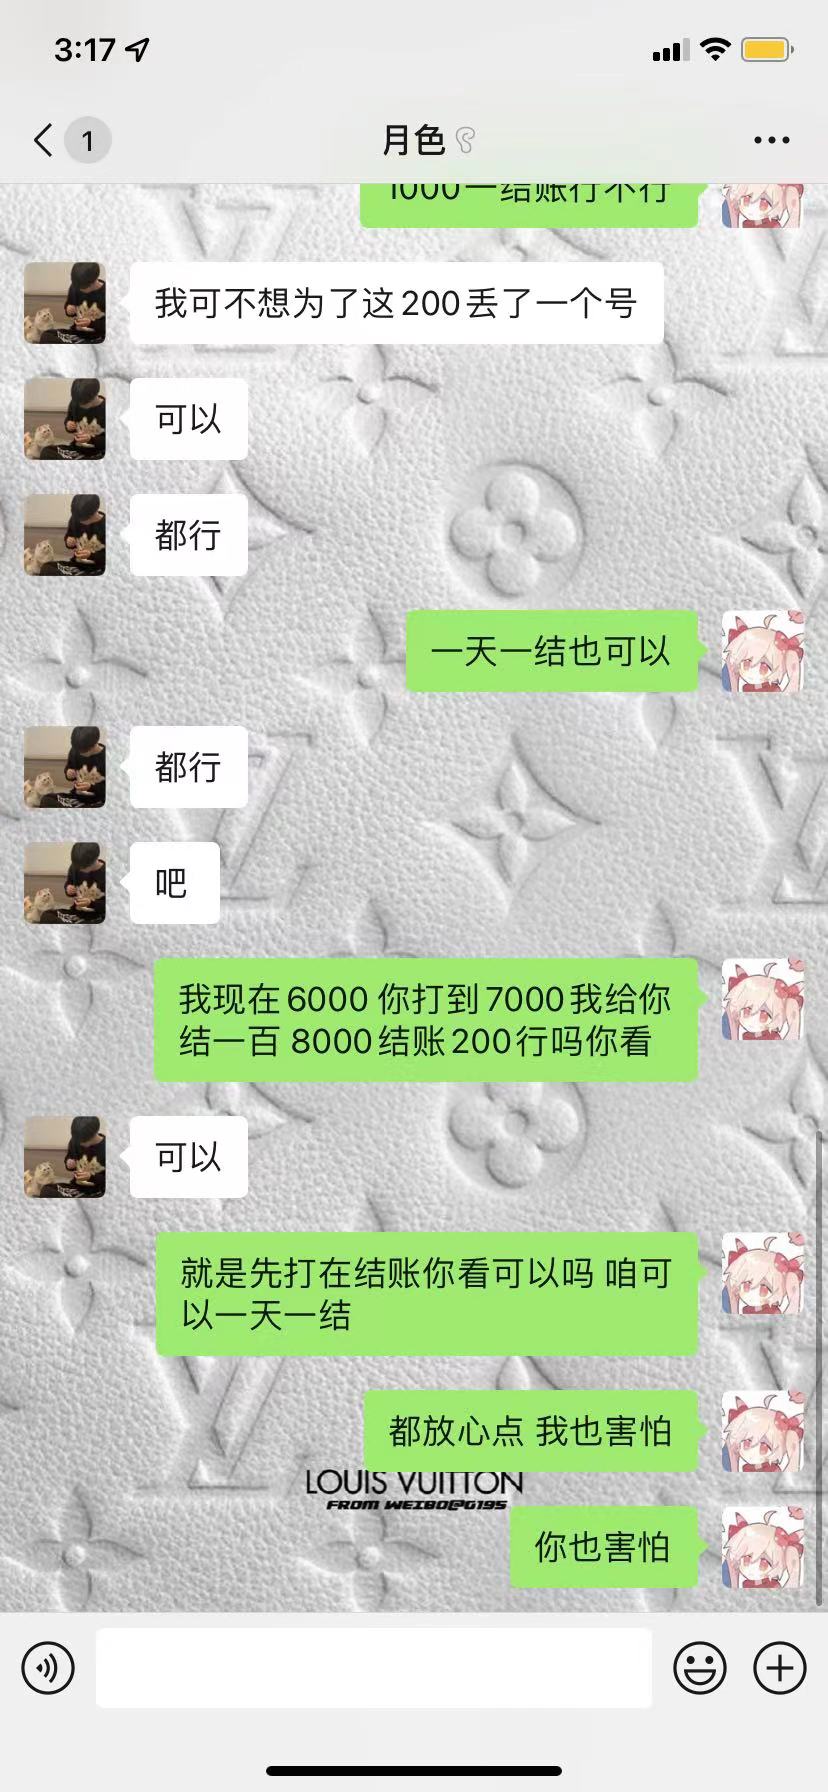 3:17
1
月色
1000一结账行不行
我可不想为了这200丢了一个号
可以
都行
一天一结也可以
都行
吧
我现在6000 你打到7000我给你
结一百 8000结账200行吗你看
可以
就是先打在结账你看可以吗 咱可
以一天一结
都放心点 我也害怕
LOUIS VUITTON
FROM WEIBO@G195
你也害怕